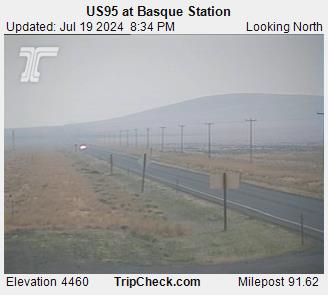 US95 at Basque Station
Updated: Jul 19 2024 8:34 PM Looking North
Elevation 4460 TripCheck.com Milepost 91.62